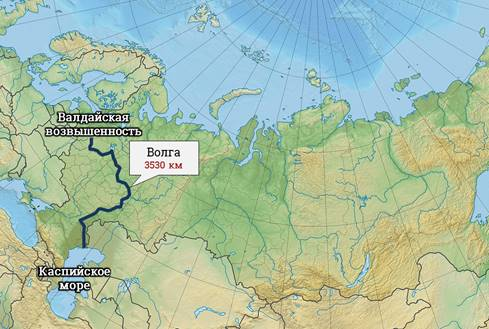 Валдайская
возвышенность
Волга
3530 км
Каспийское
море